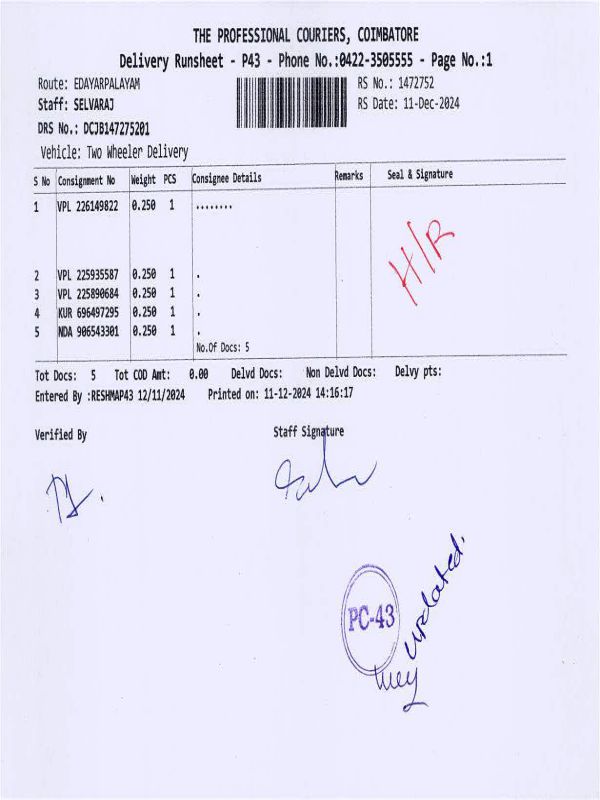 THE PROFESSIONAL COURIERS, COIMBATORE
Delivery Runsheet - P43 - Phone No.:0422-3505555 - Page No.:1
Route: EDAYARPALAYAM RS No.: 1472752
Staff: SELVARAJ RS Date: 11-Dec-2024
DRS No.: DCJB147275201
Vehicle: Two Wheeler Delivery
S No Consignment No Weight PCS Consignee Details Remarks Seal & Signature
1 VPL 226149822 0.250 1 ........
H/R
2 VPL 225935587 0.250 1 .
3 VPL 225890684 0.250 1 .
4 KUR 696497295 0.250 1 .
5 NDA 906543301 0.250 1 .
No.Of Docs: 5
Tot Docs: 5 Tot COD Amt: 0.00 Delvd Docs: Non Delvd Docs: Delvy pts:
Entered By :RESHMAP43 12/11/2024 Printed on: 11-12-2024 14:16:17
Verified By Staff Signature
PC-43
updated.